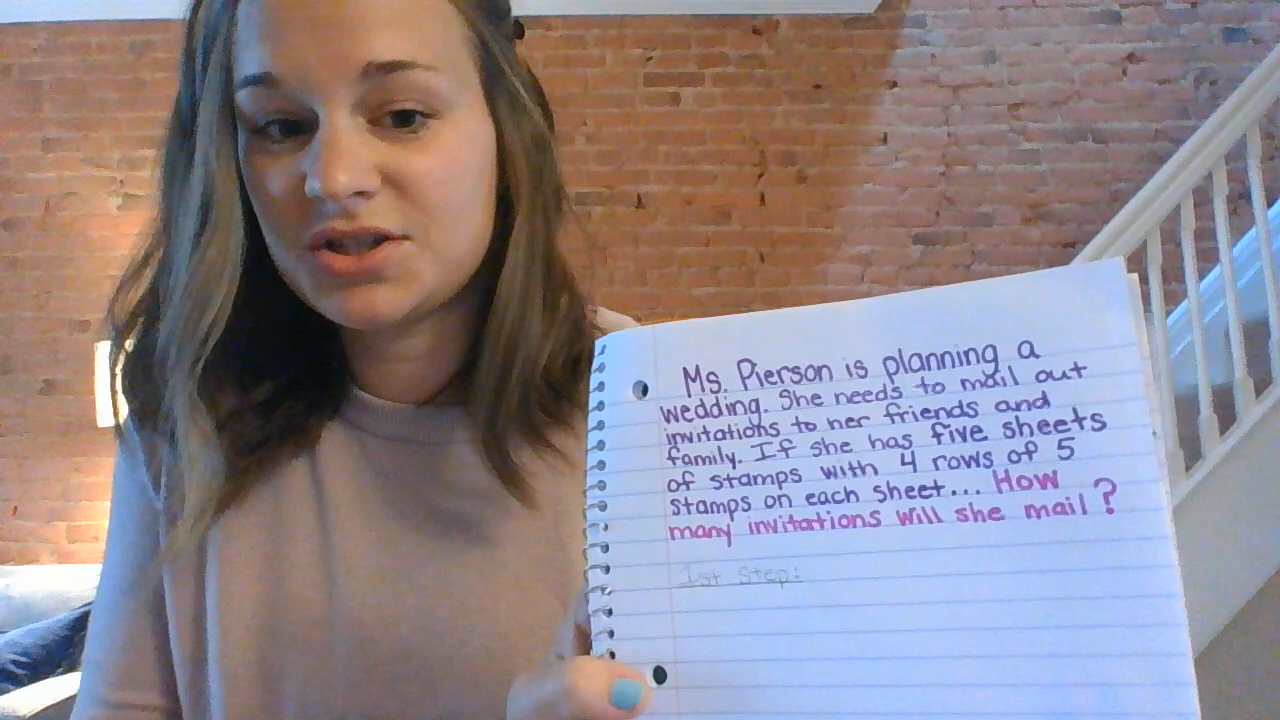 Ms. Pierson is planning a
wedding. She needs to mail out
invitations to her friends and
family. If she has five sheets
of stamps with 4 rows of 5
stamps on each sheet... How
many invitations will she mail?
1st Step: